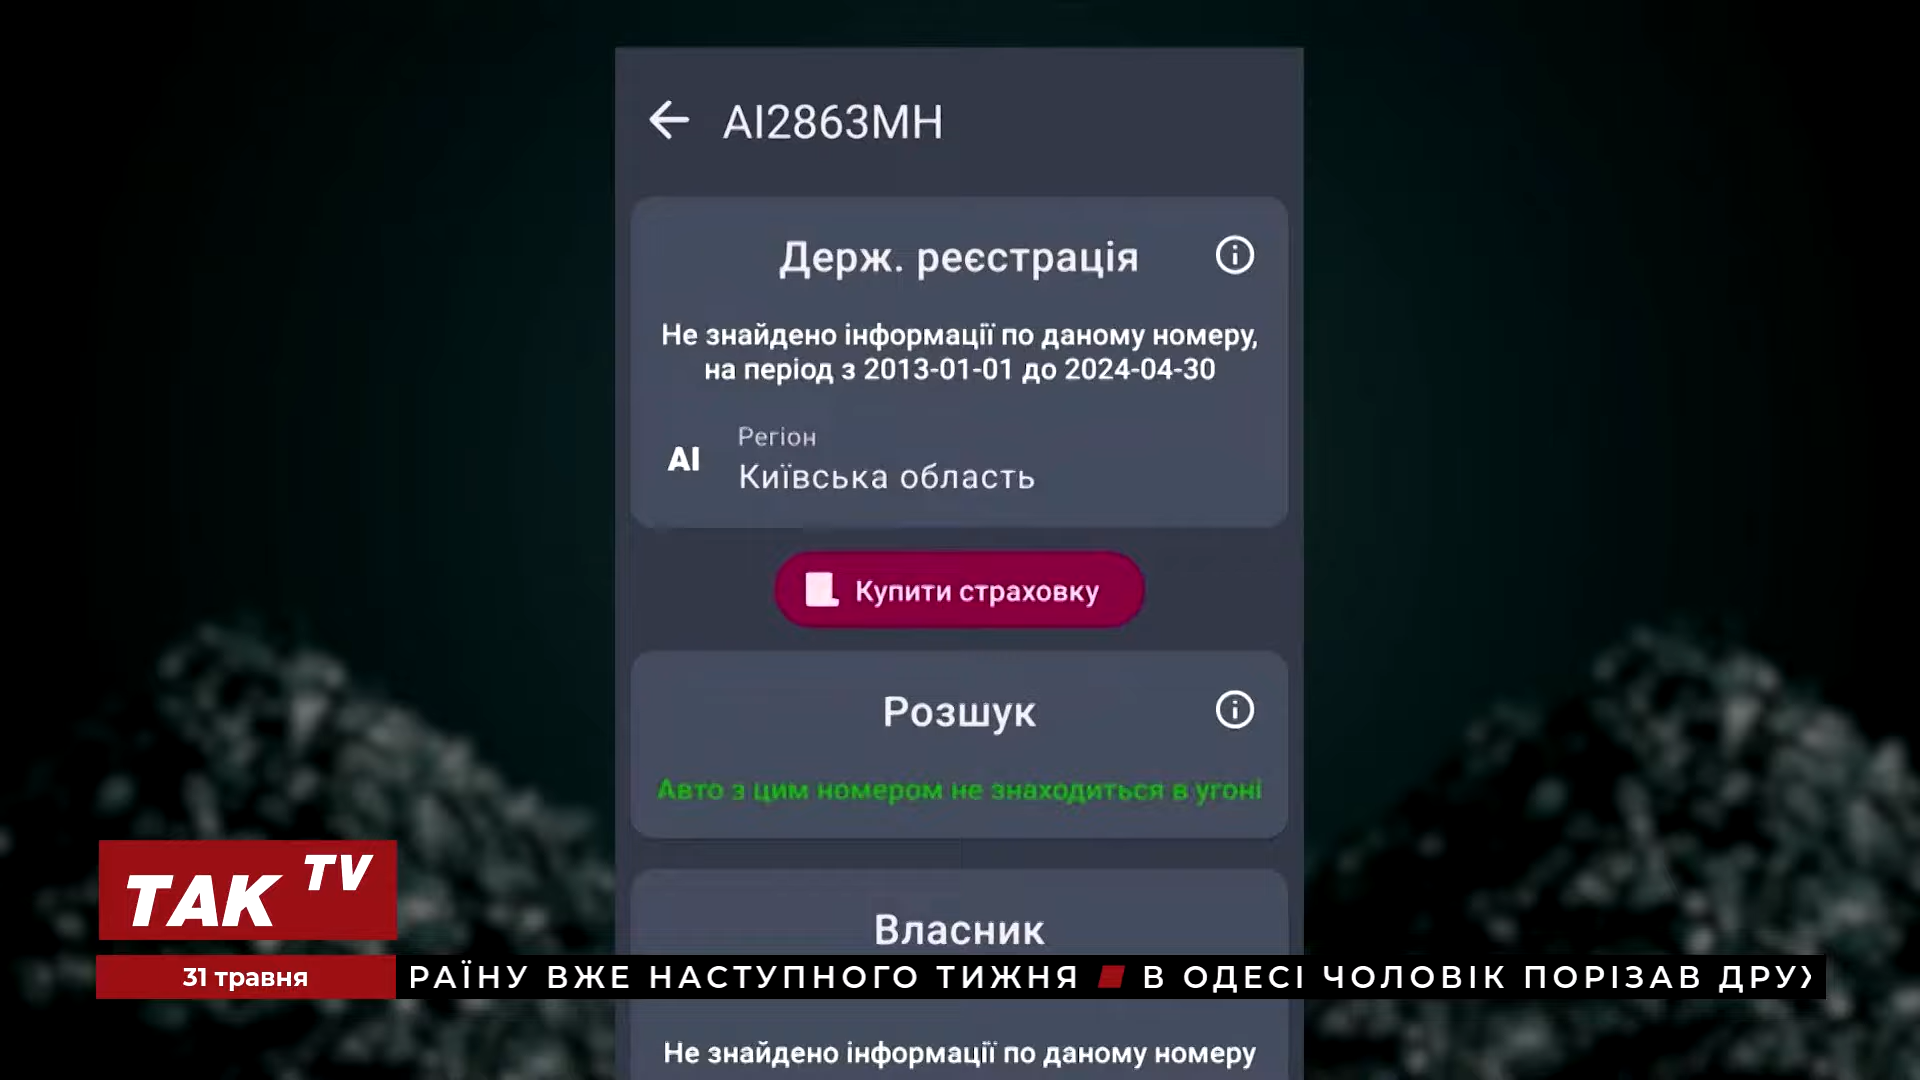 AI2863MH
Держ. реєстрація
Не знайдено інформації по даному номеру,
на період з 2013-01-01 до 2024-04-30
AI
Регіон
Київська область
Купити страховку
Розшук
Авто з цим номером не знаходиться в угоні
Власник
ТАК TV
31 травня
РАЇНУ ВЖЕ НАСТУПНОГО ТИЖНЯ В ОДЕСІ ЧОЛОВІК ПОРІЗАВ ДРУ
Не знайдено інформації по даному номеру